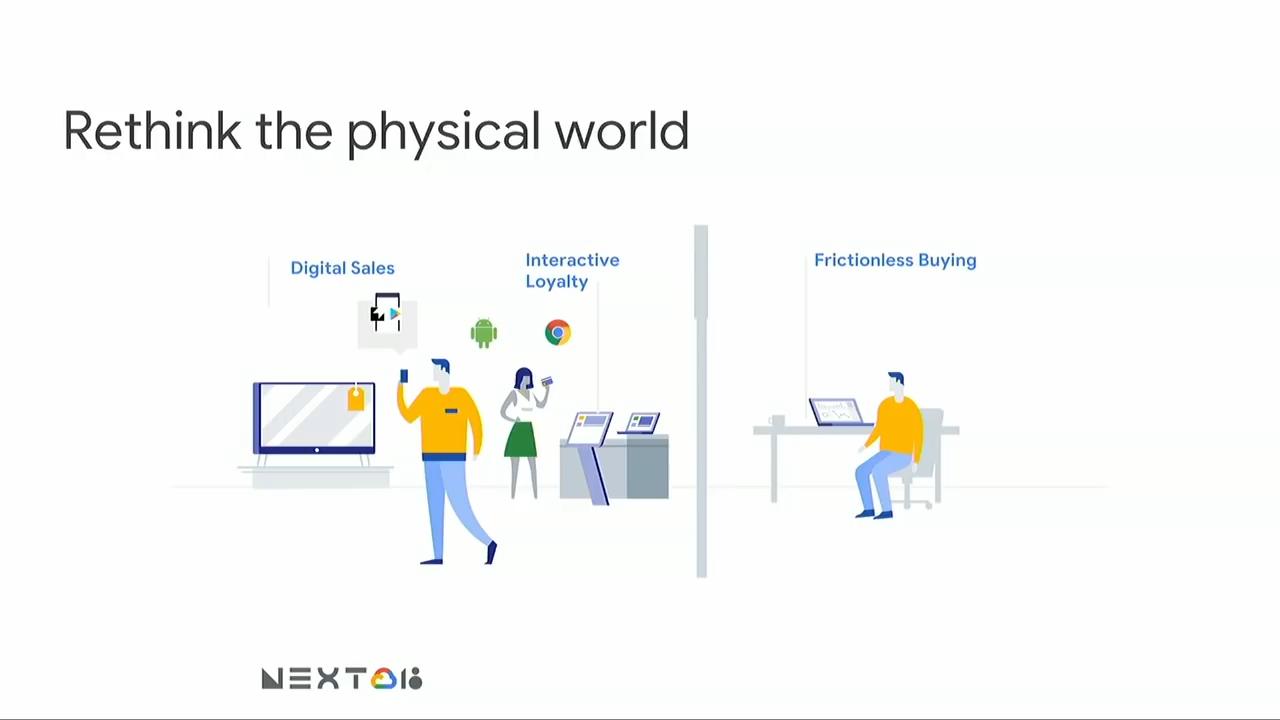 Rethink the physical world
Digital Sales
Interactive
Loyalty
Frictionless Buying
NEXT 18